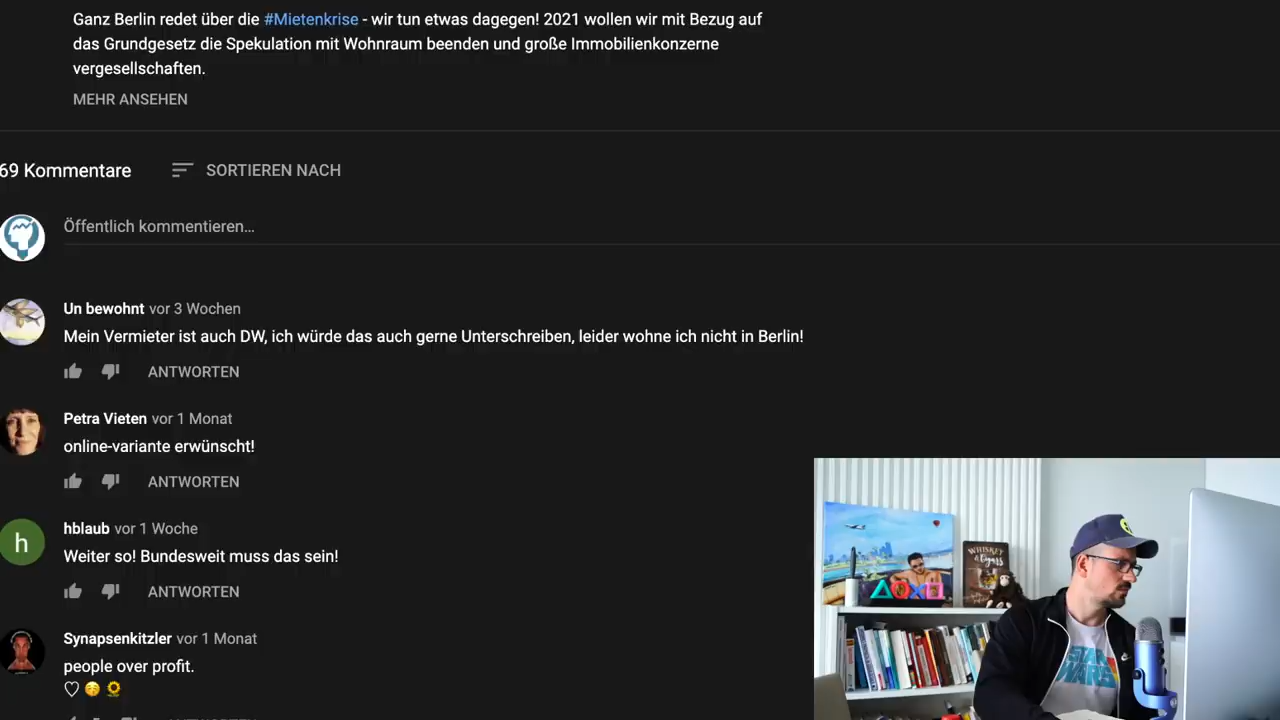 Ganz Berlin redet über die #Mietenkrise - wir tun etwas dagegen! 2021 wollen wir mit Bezug auf
das Grundgesetz die Spekulation mit Wohnraum beenden und große Immobilienkonzerne
vergesellschaften.
MEHR ANSEHEN
69 Kommentare SORTIEREN NACH
Öffentlich kommentieren...
Un bewohnt vor 3 Wochen
Mein Vermieter ist auch DW, ich würde das auch gerne Unterschreiben, leider wohne ich nicht in Berlin!
ANTWORTEN
Petra Vieten vor 1 Monat
online-variante erwünscht!
ANTWORTEN
h
hblaub vor 1 Woche
Weiter so! Bundesweit muss das sein!
ANTWORTEN
Synapsenkitzler vor 1 Monat
people over profit.
♡ 😊 🌻
ANTWORTEN
WHISKEY
& Cigars
STAR
WARS